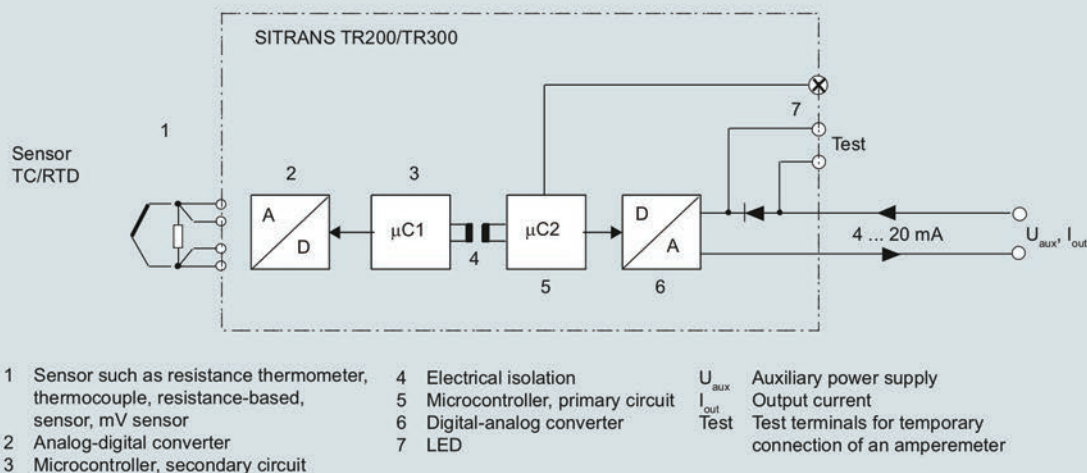 SITRANS TR200/TR300
7
1
Test
Sensor
TC/RTD
2
3
A
D
µC1
µC2
D
A
4 ... 20 mA
Uaux, Iout
4
5
6
1 Sensor such as resistance thermometer,
thermocouple, resistance-based,
sensor, mV sensor
2 Analog-digital converter
3 Microcontroller, secondary circuit
4 Electrical isolation
5 Microcontroller, primary circuit
6 Digital-analog converter
7 LED
Uaux Auxiliary power supply
Iout Output current
Test Test terminals for temporary
connection of an amperemeter